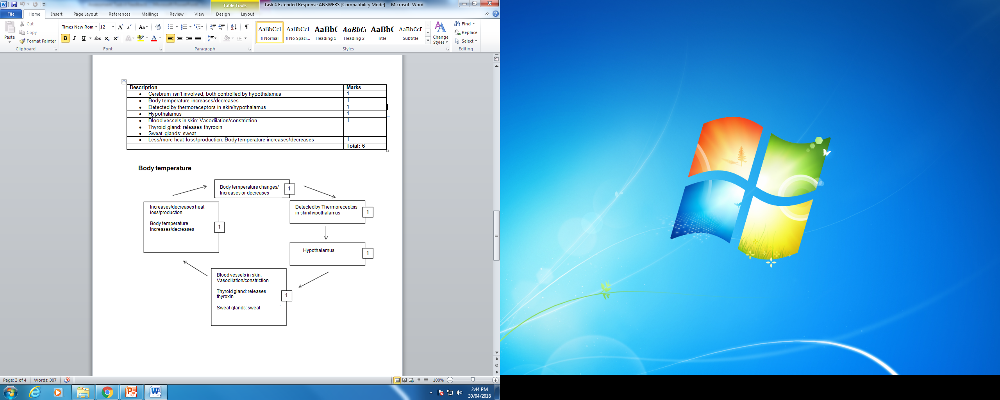 Table Tools
Task 4 Extended Response ANSWERS [Compatibility Mode] - Microsoft Word
File Home Insert Page Layout References Mailings Review View Design Layout
Paste
Cut
Copy
Format Painter
Clipboard
Times New Rom 12
Font
Paragraph
AaBbCcI AaBbCcI AaBbC AaBbC AaBbC AaBbCcI
¶ Normal ¶ No Spaci... Heading 1 Heading 2 Title Subtitle
Styles
Change
Styles
Find
Replace
Select
Editing
Description Marks
• Cerebrum isn't involved, both controlled by hypothalamus 1
• Body temperature increases/decreases 1
• Detected by thermoreceptors in skin/hypothalamus 1
• Hypothalamus 1
• Blood vessels in skin: Vasodilation/constriction 1
• Thyroid gland: releases thyroxin
• Sweat glands: sweat
• Less/more heat loss/production. Body temperature increases/decreases 1
Total: 6
Body temperature
Body temperature changes/
Increases or decreases
1
Detected by Thermoreceptors
in skin/hypothalamus
1
Hypothalamus
1
Blood vessels in skin:
Vasodilation/constriction
Thyroid gland: releases
thyroxin
Sweat glands: sweat
1
Increases/decreases heat
loss/production
Body temperature
increases/decreases
1
Page: 3 of 4 Words: 307
100%
2:44 PM
30/04/2018